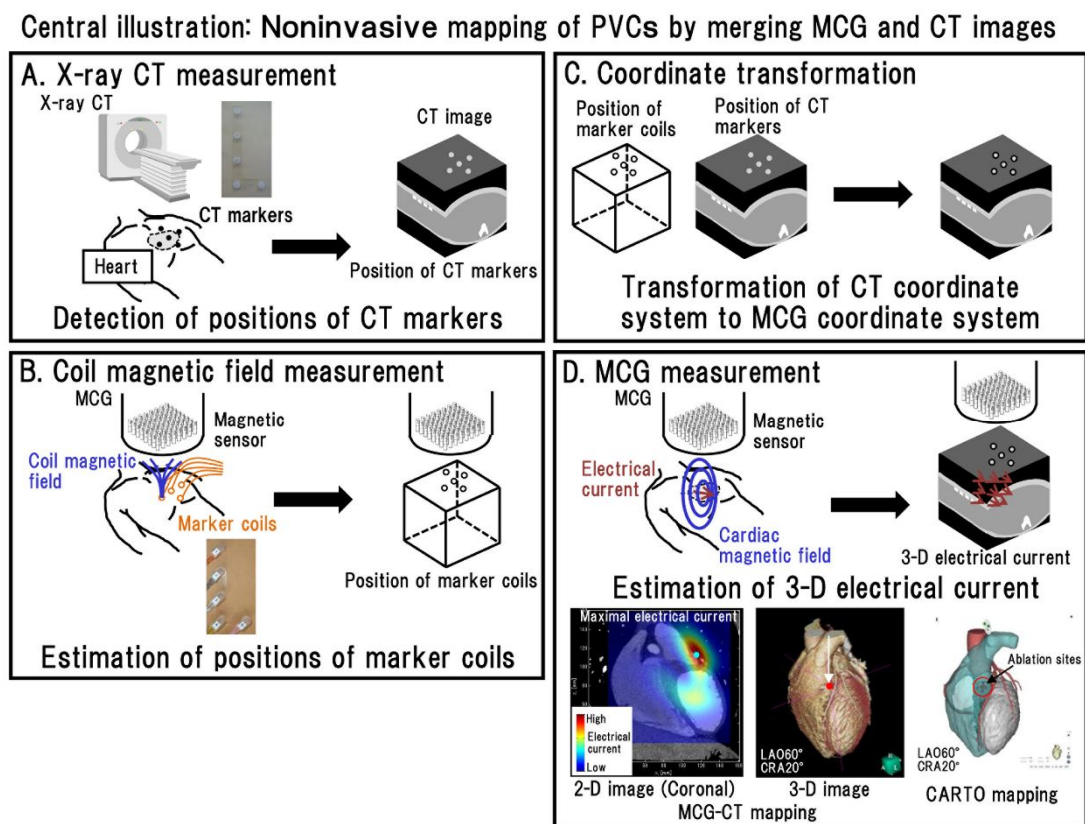 Central illustration: Noninvasive mapping of PVCs by merging MCG and CT images
A. X-ray CT measurement
X-ray CT
CT markers
CT image
Heart
Position of CT markers
Detection of positions of CT markers
B. Coil magnetic field measurement
MCG
Magnetic
sensor
Coil magnetic
field
Marker coils
Position of marker coils
Estimation of positions of marker coils
C. Coordinate transformation
Position of
marker coils
Position of CT
markers
Transformation of CT coordinate
system to MCG coordinate system
D. MCG measurement
MCG
Magnetic
sensor
Electrical
current
Cardiac
magnetic field
3-D electrical current
Estimation of 3-D electrical current
Maximal electrical current
High
Electrical
current
Low
2-D image (Coronal)
LAO60°
CRA20°
3-D image
MCG-CT mapping
Ablation sites
LAO60°
CRA20°
CARTO mapping